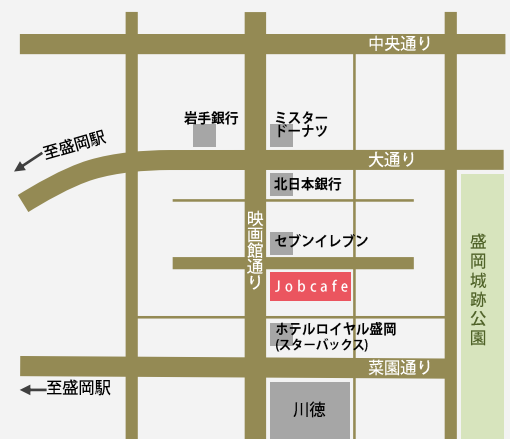 中央通り
岩手銀行
ミスター
ドーナツ
至盛岡駅
大通り
北日本銀行
映画館通り
セブンイレブン
盛岡城跡公園
Jobcafe
ホテルロイヤル盛岡
(スターバックス)
菜園通り
至盛岡駅
川徳